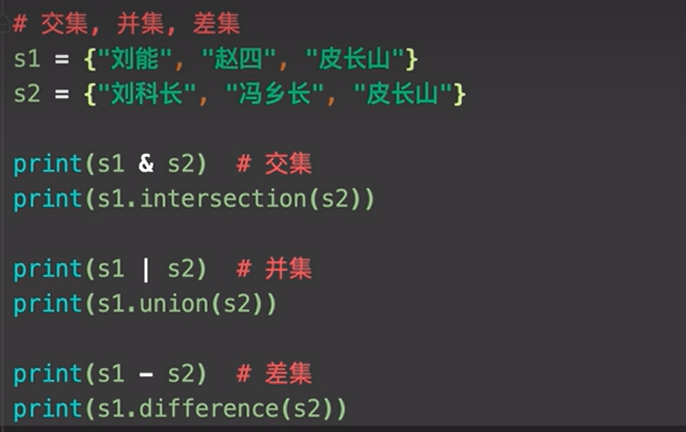 # 交集, 并集, 差集
s1 = {"刘能", "赵四", "皮长山"}
s2 = {"刘科长", "冯乡长", "皮长山"}
print(s1 & s2)  # 交集
print(s1.intersection(s2))
print(s1 | s2)  # 并集
print(s1.union(s2))
print(s1 - s2)  # 差集
print(s1.difference(s2))